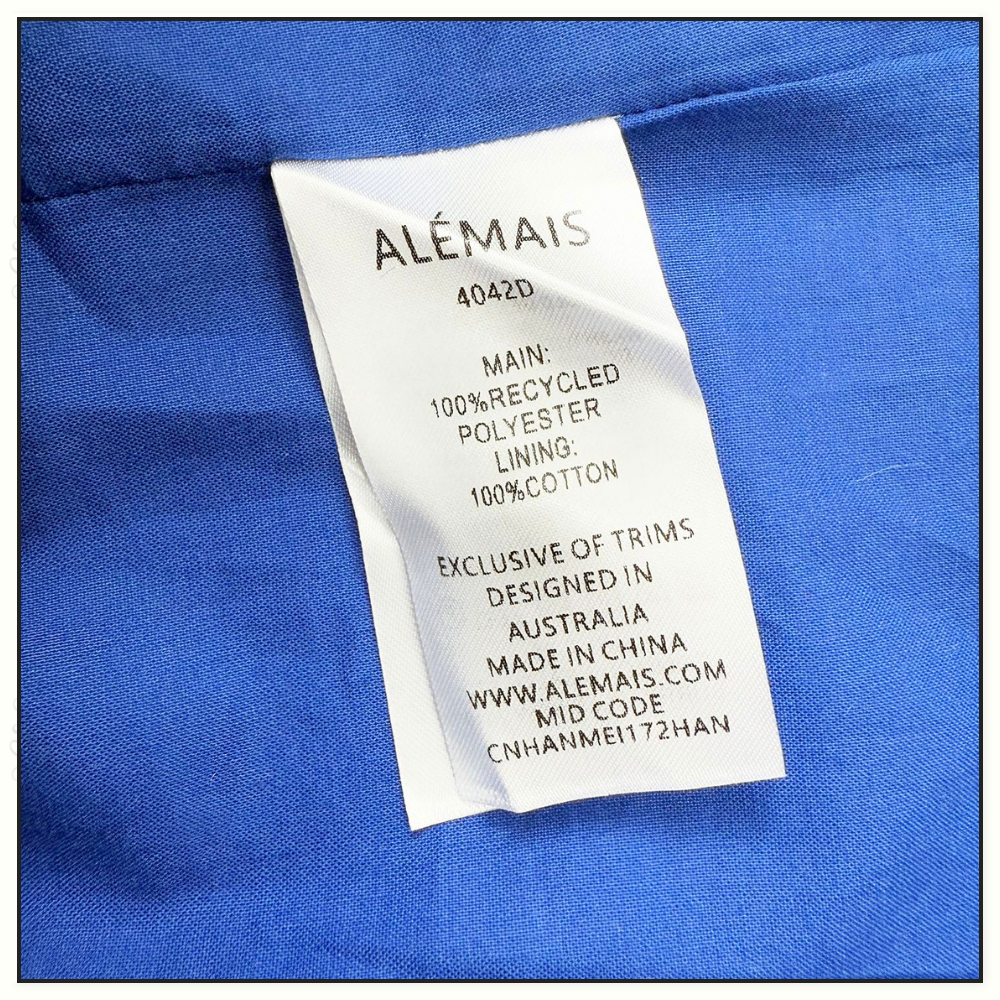 ALÉMAIS
4042D
MAIN:
100%RECYCLED
POLYESTER
LINING:
100%COTTON
EXCLUSIVE OF TRIMS
DESIGNED IN
AUSTRALIA
MADE IN CHINA
WWW.ALEMAIS.COM
MID CODE
CNHANMEI172HAN